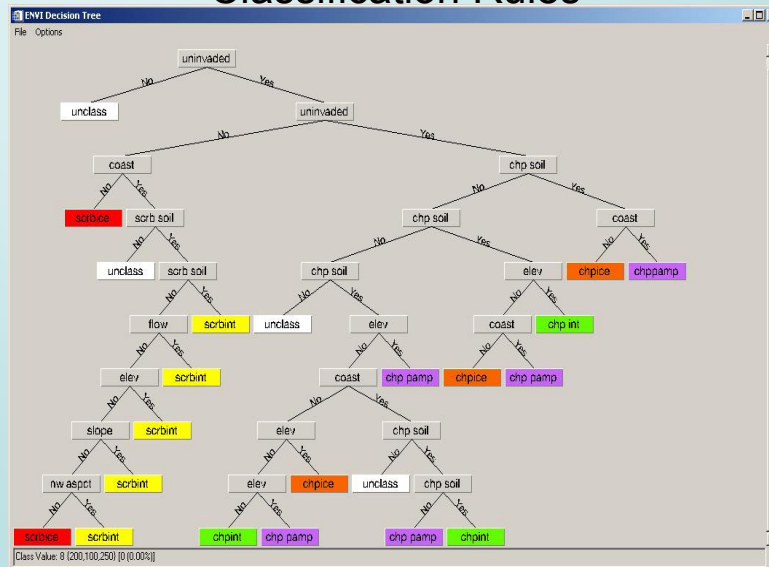 Classification Rules
ENVI Decision Tree
File Options
uninvaded
No Yes
unclass uninvaded
No Yes
coast chp soil
No Yes No Yes
scrbice scrb soil chp soil coast
No Yes No Yes No Yes
unclass scrb soil chp soil elev chpice chppamp
No Yes No Yes No Yes
flow scrbint unclass elev coast chp int
No Yes No Yes No Yes
elev scrbint coast chp pamp chpice chp pamp
No Yes No Yes
slope scrbint elev chp soil
No Yes No Yes No Yes
nw aspct scrbint elev chpice unclass chp soil
No Yes No Yes No Yes
scrbice scrbint chpint chp pamp chp pamp chpint
Class Value: 8 {200,100,250} [0 (0.00%)]